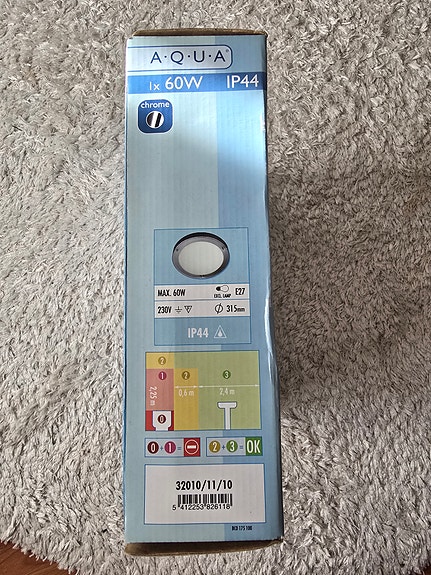 A·Q·U·A
1x 60W IP44
chrome
MAX. 60W EXCL. LAMP E27
230V 315mm
IP44
2
1 2 3
2,25 m 0,6 m 2,4 m
0
0 + 1 = 2 + 3 = OK
32010/11/10
5 412253 826118